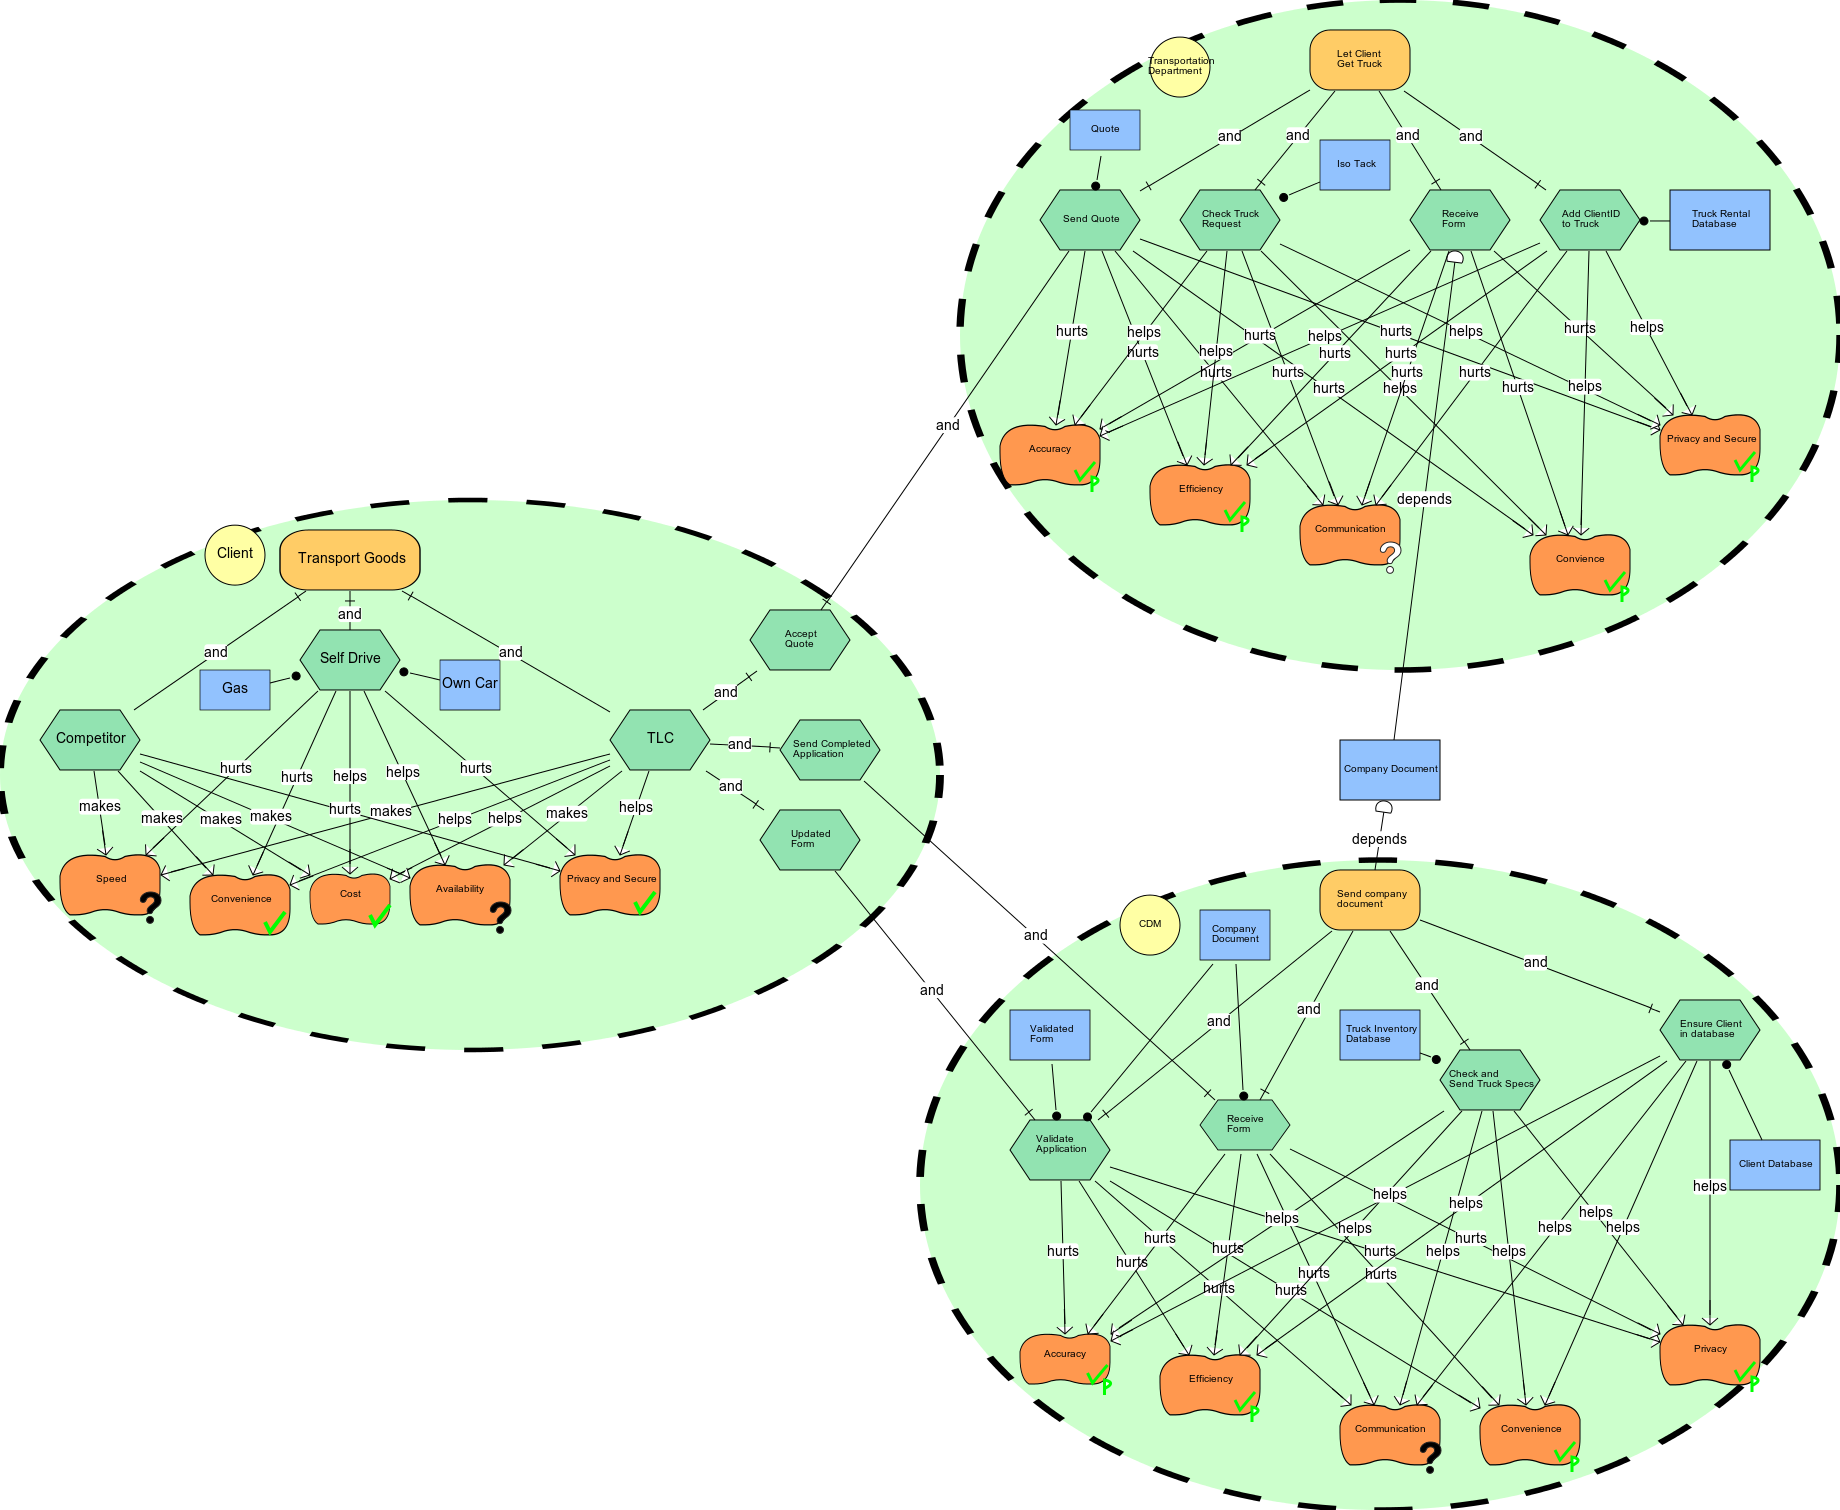 Transportation
Department
Let Client
Get Truck
Quote
Iso Tack
and
and
and
and
Send Quote
Check Truck
Request
Receive
Form
Add ClientID
to Truck
Truck Rental
Database
hurts
helps
hurts
helps
hurts
helps
hurts
helps
hurts
helps
hurts
hurts
hurts
hurts
hurts
hurts
hurts
helps
hurts
helps
and
Accuracy
P
Efficiency
P
Communication
?
Convience
P
Privacy and Secure
P
depends
Client
Transport Goods
and
and
and
Self Drive
Gas
Own Car
Competitor
TLC
Accept
Quote
and
Send Completed
Application
and
Updated
Form
and
hurts
hurts
helps
helps
hurts
makes
makes
makes
makes
hurts
makes
helps
helps
makes
helps
Speed
?
Convenience
Cost
Availability
?
Privacy and Secure
Company Document
depends
and
and
CDM
Send company
document
Company
Document
Validated
Form
Truck Inventory
Database
and
and
and
and
Ensure Client
in database
Check and
Send Truck Specs
Validate
Application
Receive
Form
Client Database
helps
helps
helps
helps
helps
helps
helps
helps
helps
helps
hurts
hurts
hurts
hurts
hurts
hurts
hurts
hurts
hurts
hurts
Accuracy
P
Efficiency
P
Communication
?
Convenience
P
Privacy
P